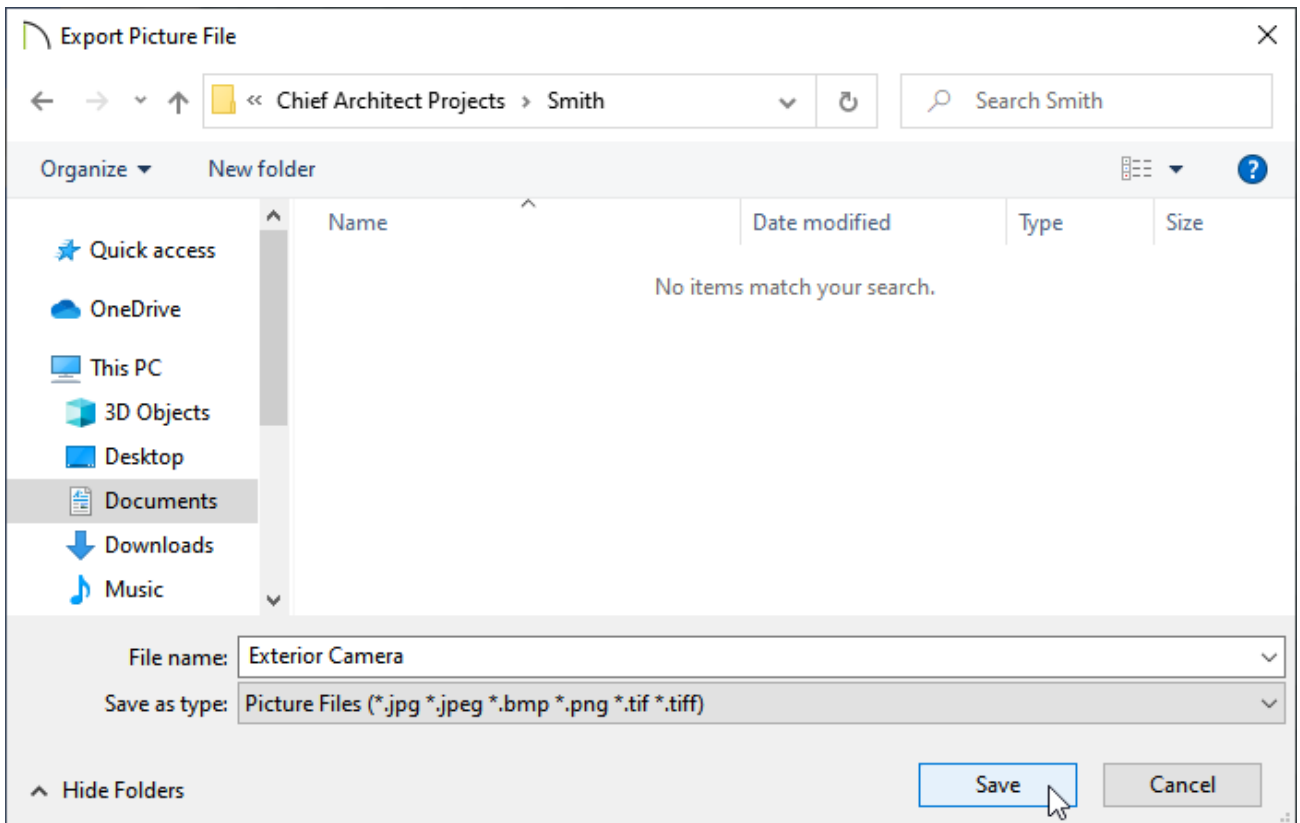 Export Picture File
« Chief Architect Projects › Smith
Search Smith
Organize
New folder
Name
Date modified
Type
Size
No items match your search.
Quick access
OneDrive
This PC
3D Objects
Desktop
Documents
Downloads
Music
File name: Exterior Camera
Save as type: Picture Files (*.jpg *.jpeg *.bmp *.png *.tif *.tiff)
Hide Folders
Save
Cancel